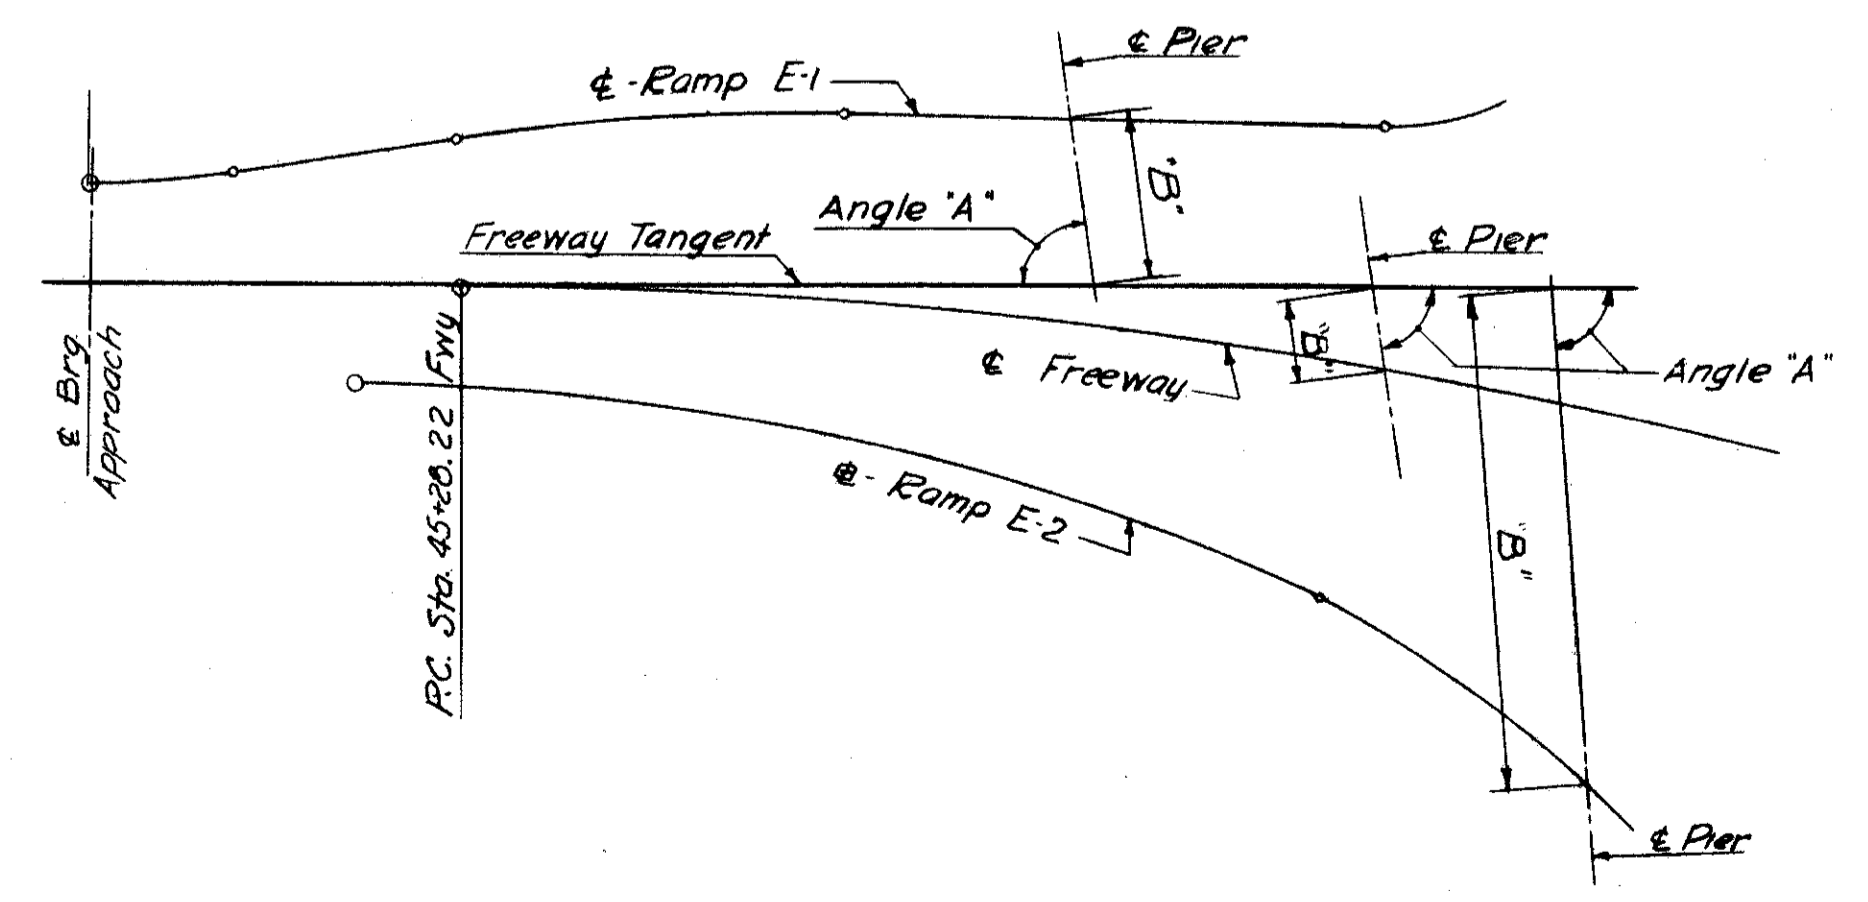 ℄ Pier
℄ - Ramp E-1
"B"
Angle "A"
Freeway Tangent
℄ Pier
℄ Brg
Approach
P.C. Sta. 45+28.22 Fwy
"B"
℄ Freeway
Angle "A"
℄ - Ramp E-2
"B"
℄ Pier